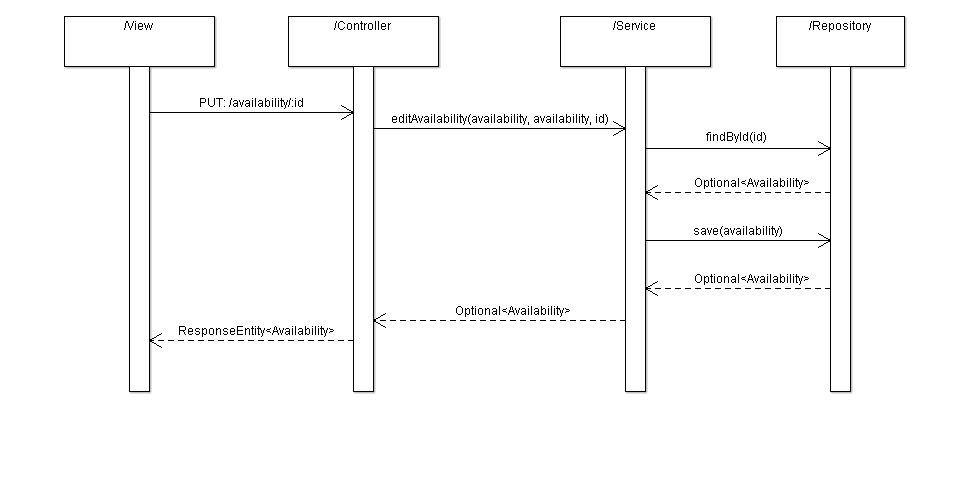 /View
/Controller
/Service
/Repository
PUT: /availability/:id
editAvailability(availability, availability, id)
findById(id)
Optional<Availability>
save(availability)
Optional<Availability>
Optional<Availability>
ResponseEntity<Availability>